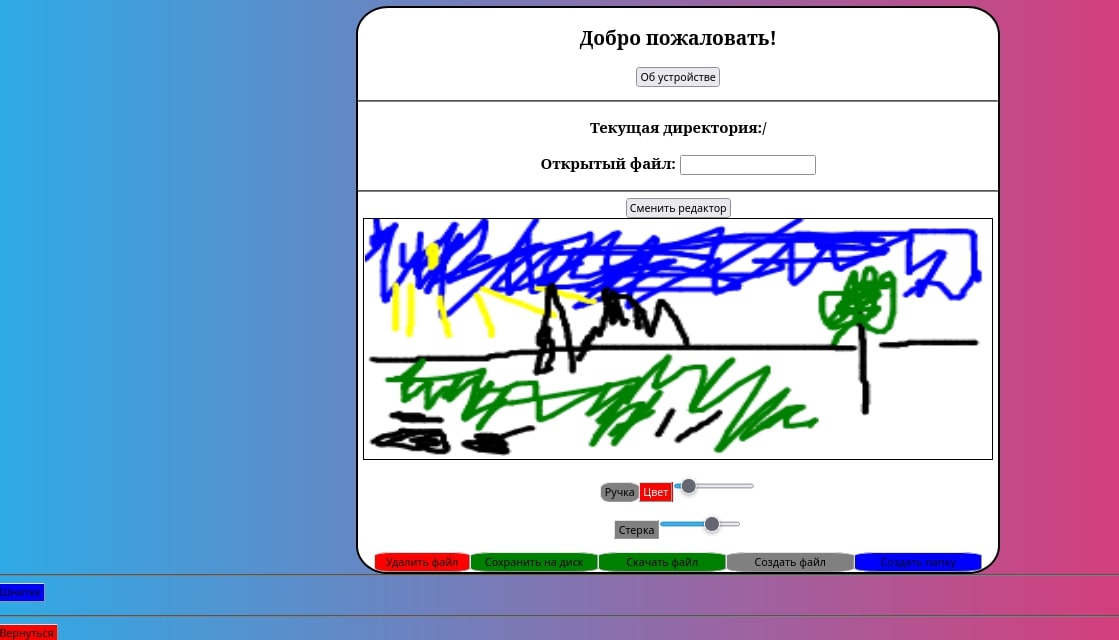 Добро пожаловать!
Об устройстве
Текущая директория:/
Открытый файл:
Сменить редактор
Ручка Цвет
Стерка
Удалить файл Сохранить на диск Скачать файл Создать файл Создать папку
Вернуться